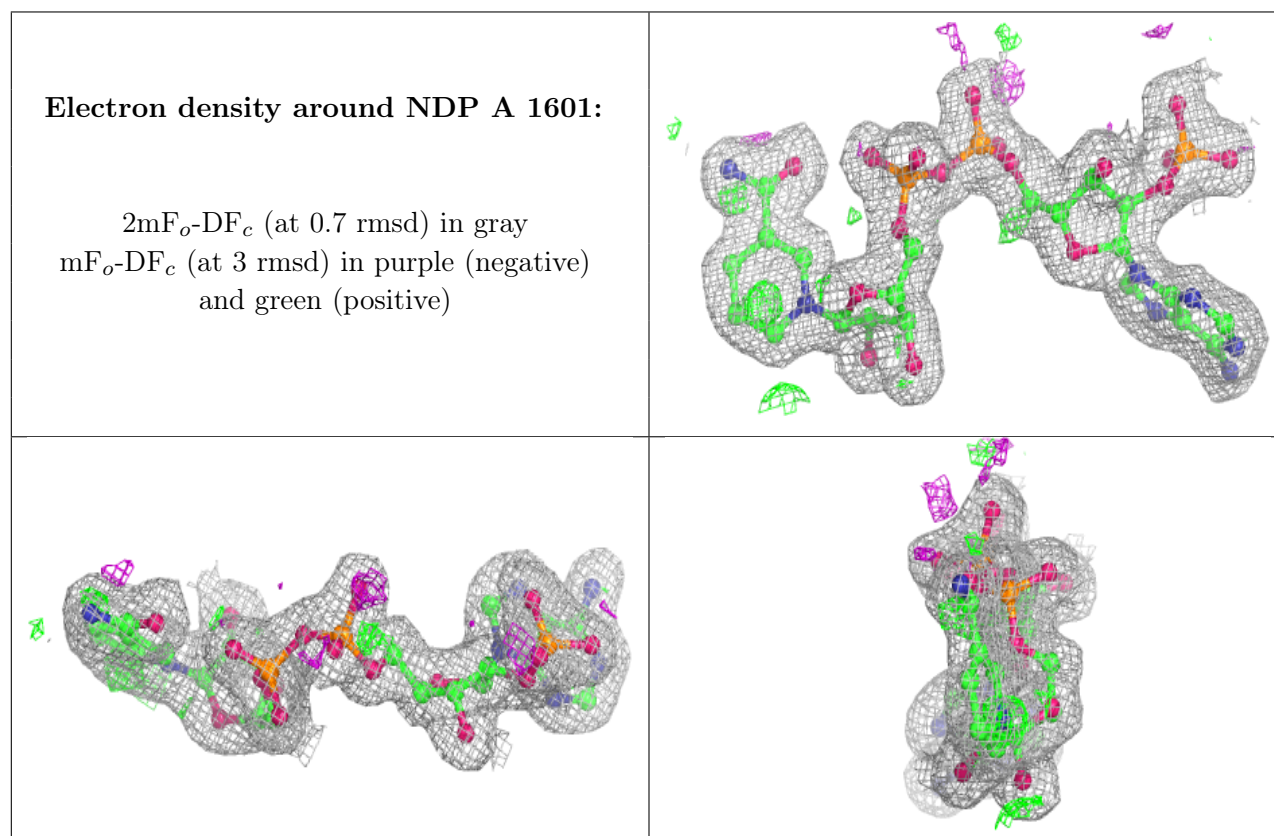 Electron density around NDP A 1601:
2mFo-DFc (at 0.7 rmsd) in gray
mFo-DFc (at 3 rmsd) in purple (negative)
and green (positive)